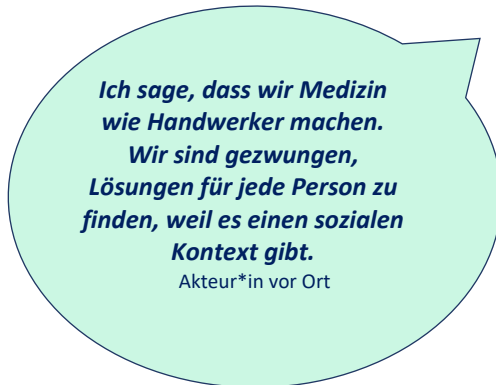 Ich sage, dass wir Medizin
wie Handwerker machen.
Wir sind gezwungen,
Lösungen für jede Person zu
finden, weil es einen sozialen
Kontext gibt.
Akteur*in vor Ort